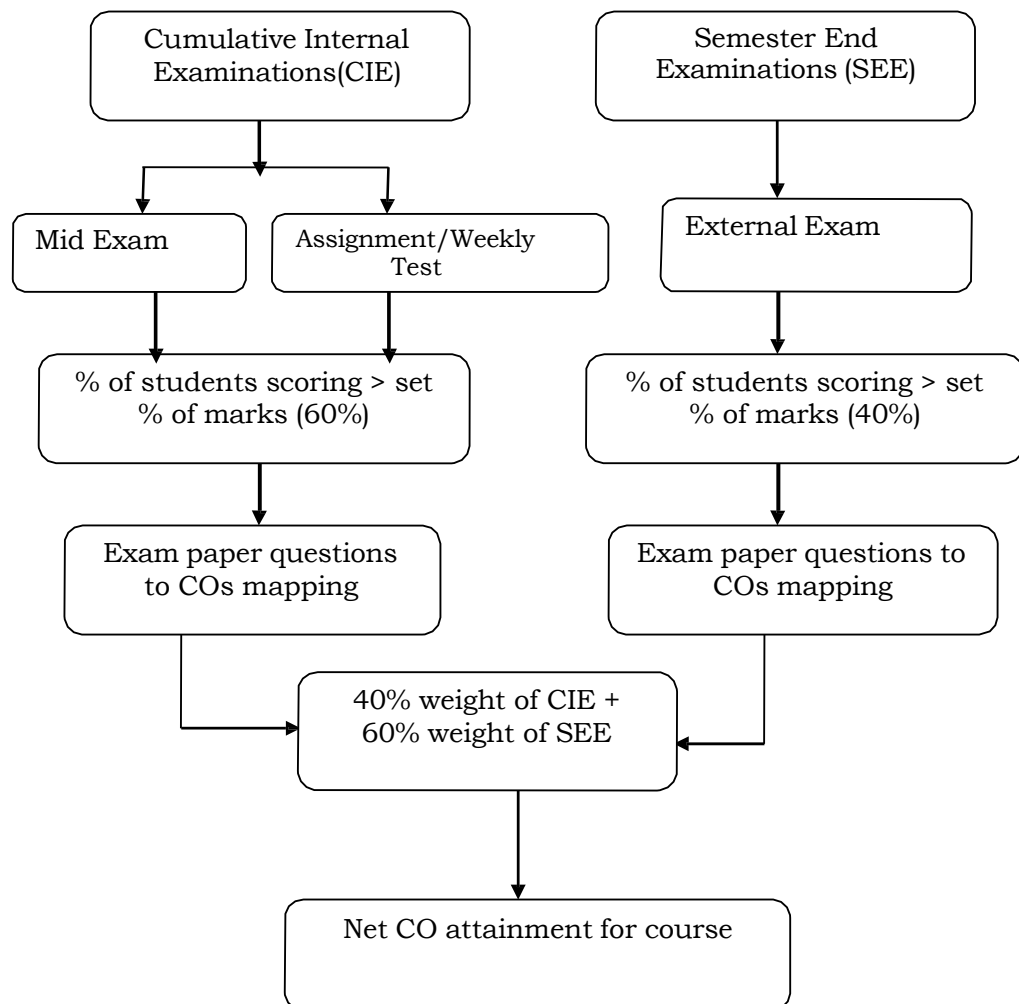 Cumulative Internal
Examinations(CIE)
Semester End
Examinations (SEE)
Mid Exam
Assignment/Weekly
Test
External Exam
% of students scoring > set
% of marks (60%)
% of students scoring > set
% of marks (40%)
Exam paper questions
to COs mapping
Exam paper questions to
COs mapping
40% weight of CIE +
60% weight of SEE
Net CO attainment for course